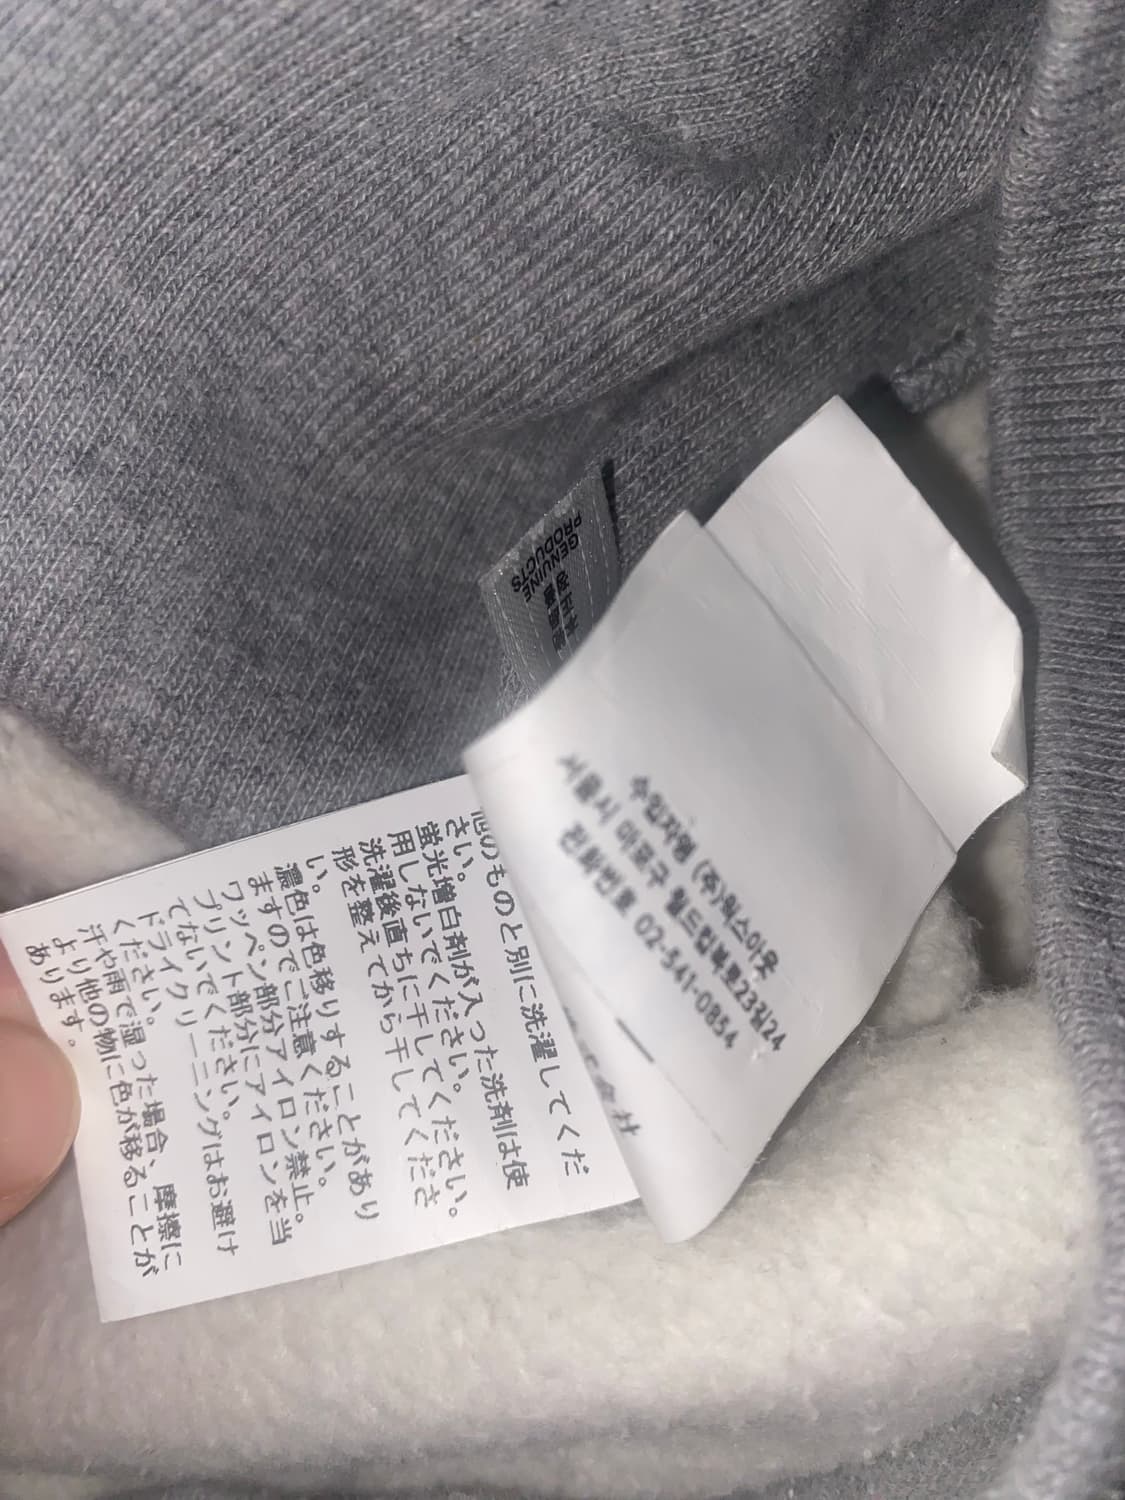 他のものと別に洗濯してくだ
さい。
蛍光増白剤が入った洗剤は使
用しないでください。
洗濯後直ちに干してください。
形を整えてから干してくださ
い。
濃色は色移りすることがあり
ますのでご注意ください。
ワッペン部分アイロン禁止。
プリント部分にアイロンを当
てないでください。
ドライクリーニングはお避け
ください。
汗や雨で湿った場合、摩擦に
より他の物に色が移ることが
あります。
수입자명 (주)웍스아웃
서울시 마포구 월드컵북로23길24
전화번호 02-541-0854
GENUINE
PRODUCTS